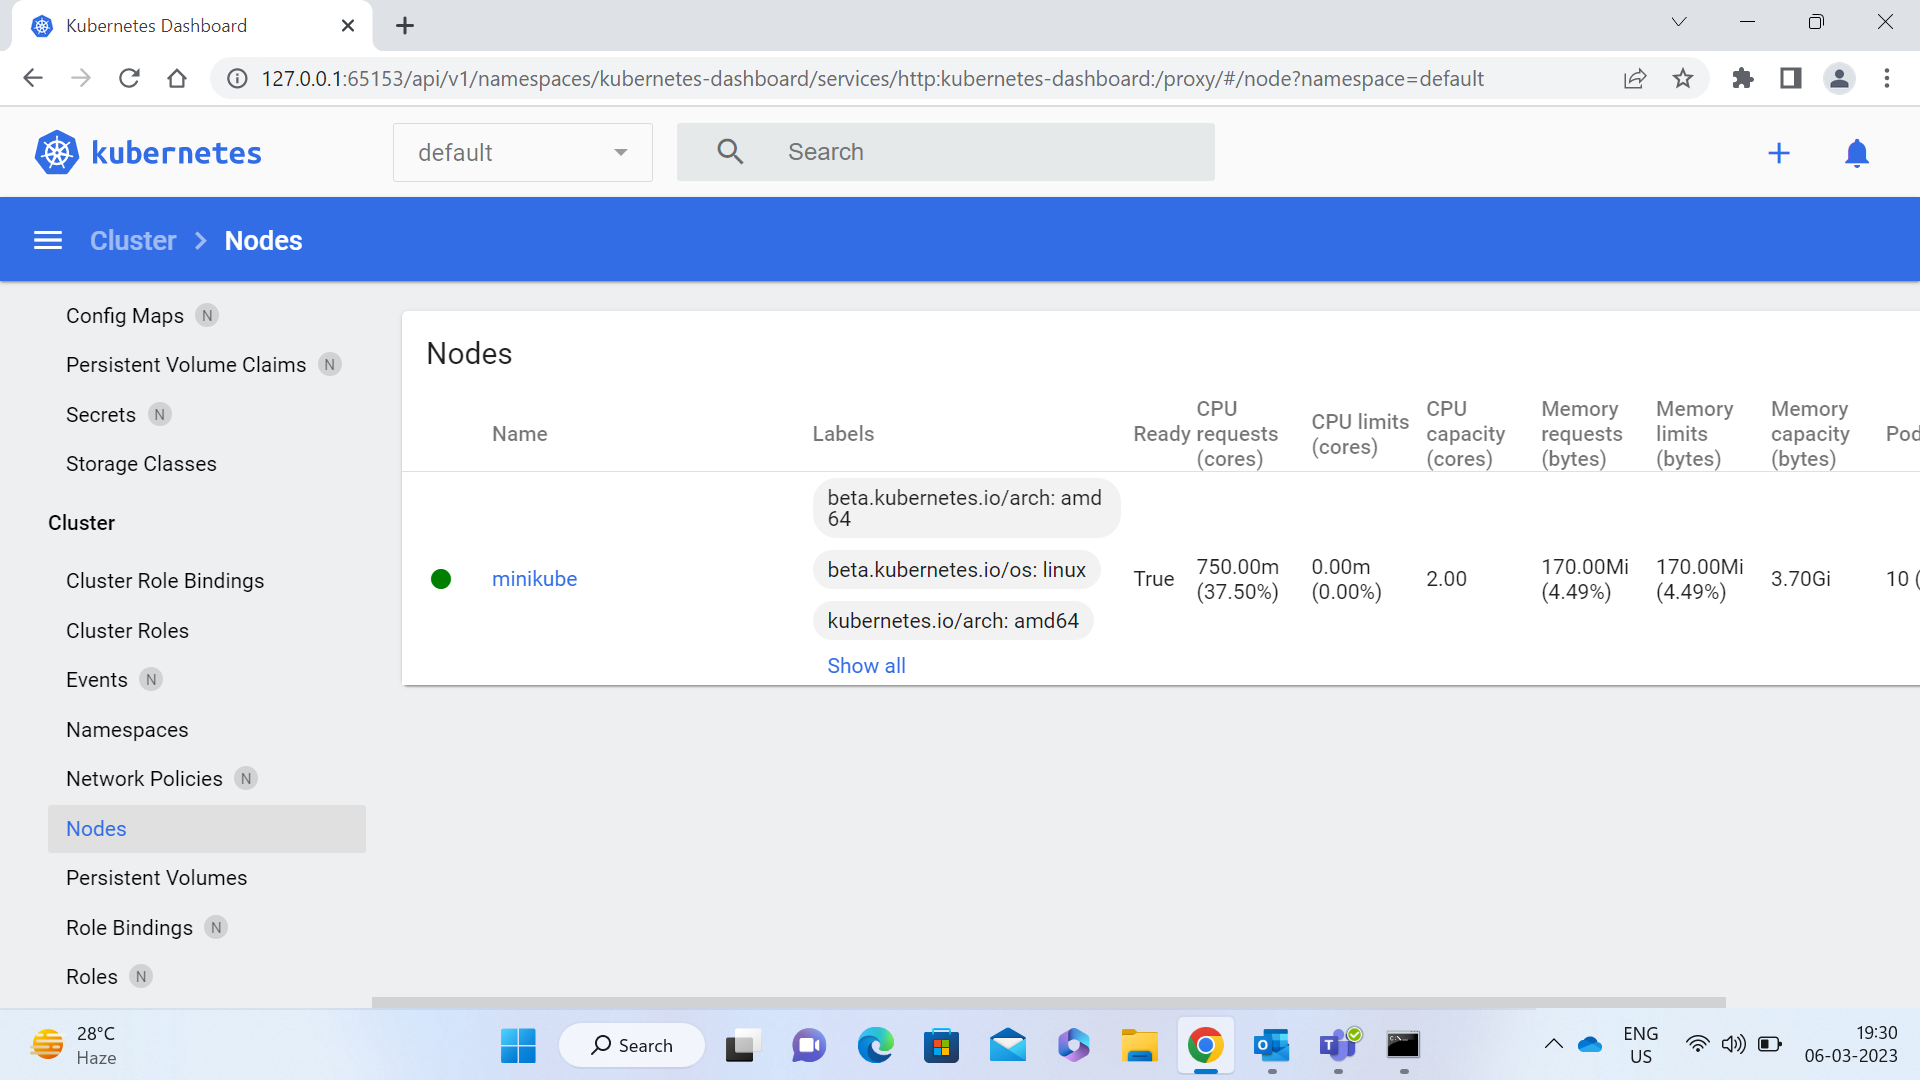 Kubernetes Dashboard
127.0.0.1:65153/api/v1/namespaces/kubernetes-dashboard/services/http:kubernetes-dashboard:/proxy/#/node?namespace=default
kubernetes
default
Search
Cluster
Nodes
Config Maps N
Persistent Volume Claims N
Secrets N
Storage Classes
Cluster
Cluster Role Bindings
Cluster Roles
Events N
Namespaces
Network Policies N
Nodes
Persistent Volumes
Role Bindings N
Roles N
Nodes
Name
Labels
Ready
CPU
requests
(cores)
CPU limits
(cores)
CPU
capacity
(cores)
Memory
requests
(bytes)
Memory
limits
(bytes)
Memory
capacity
(bytes)
Pod
minikube
beta.kubernetes.io/arch: amd
64
beta.kubernetes.io/os: linux
kubernetes.io/arch: amd64
Show all
True
750.00m
(37.50%)
0.00m
(0.00%)
2.00
170.00Mi
(4.49%)
170.00Mi
(4.49%)
3.70Gi
10 (
28°C
Haze
Search
ENG
US
19:30
06-03-2023